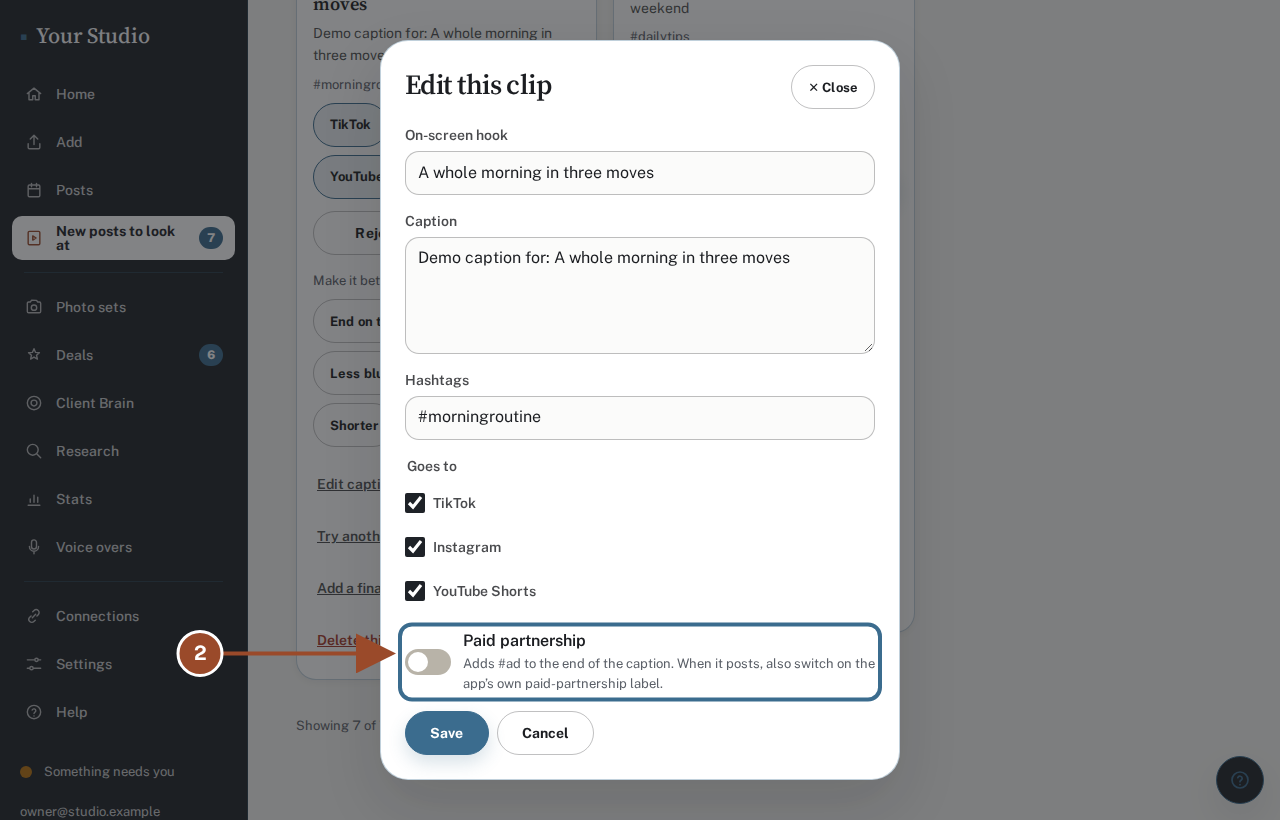 Your Studio
Home
Add
Posts
New posts to look
at
7
Photo sets
Deals
6
Client Brain
Research
Stats
Voice overs
Connections
Settings
Help
Something needs you
owner@studio.example
moves
Demo caption for: A whole morning in
three
#morningro
TikTok
YouTube
Make it bet
End on t
Less blu
Shorter
Edit capti
Try anoth
Add a fina
Showing 7 of
weekend
#dailytips
Edit this clip
× Close
On-screen hook
A whole morning in three moves
Caption
Demo caption for: A whole morning in three moves
Hashtags
#morningroutine
Goes to
TikTok
Instagram
YouTube Shorts
2
Paid partnership
Adds #ad to the end of the caption. When it posts, also switch on the
app's own paid-partnership label.
Save
Cancel